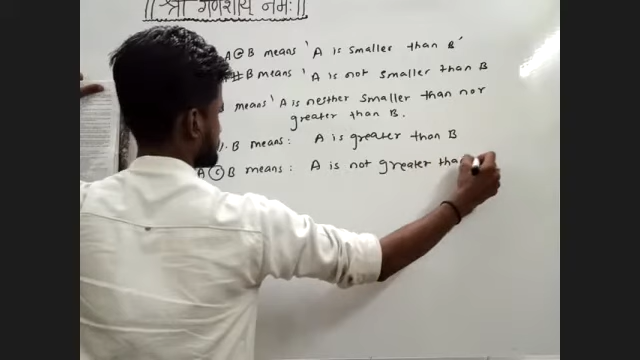 || श्री गणेशाय नमः ||
A @ B means 'A is smaller than B'
# B means 'A is not smaller than B
means 'A is nesther smaller than nor
greater than B.
B means : A is greater than B
A © B means : A is not greater tha